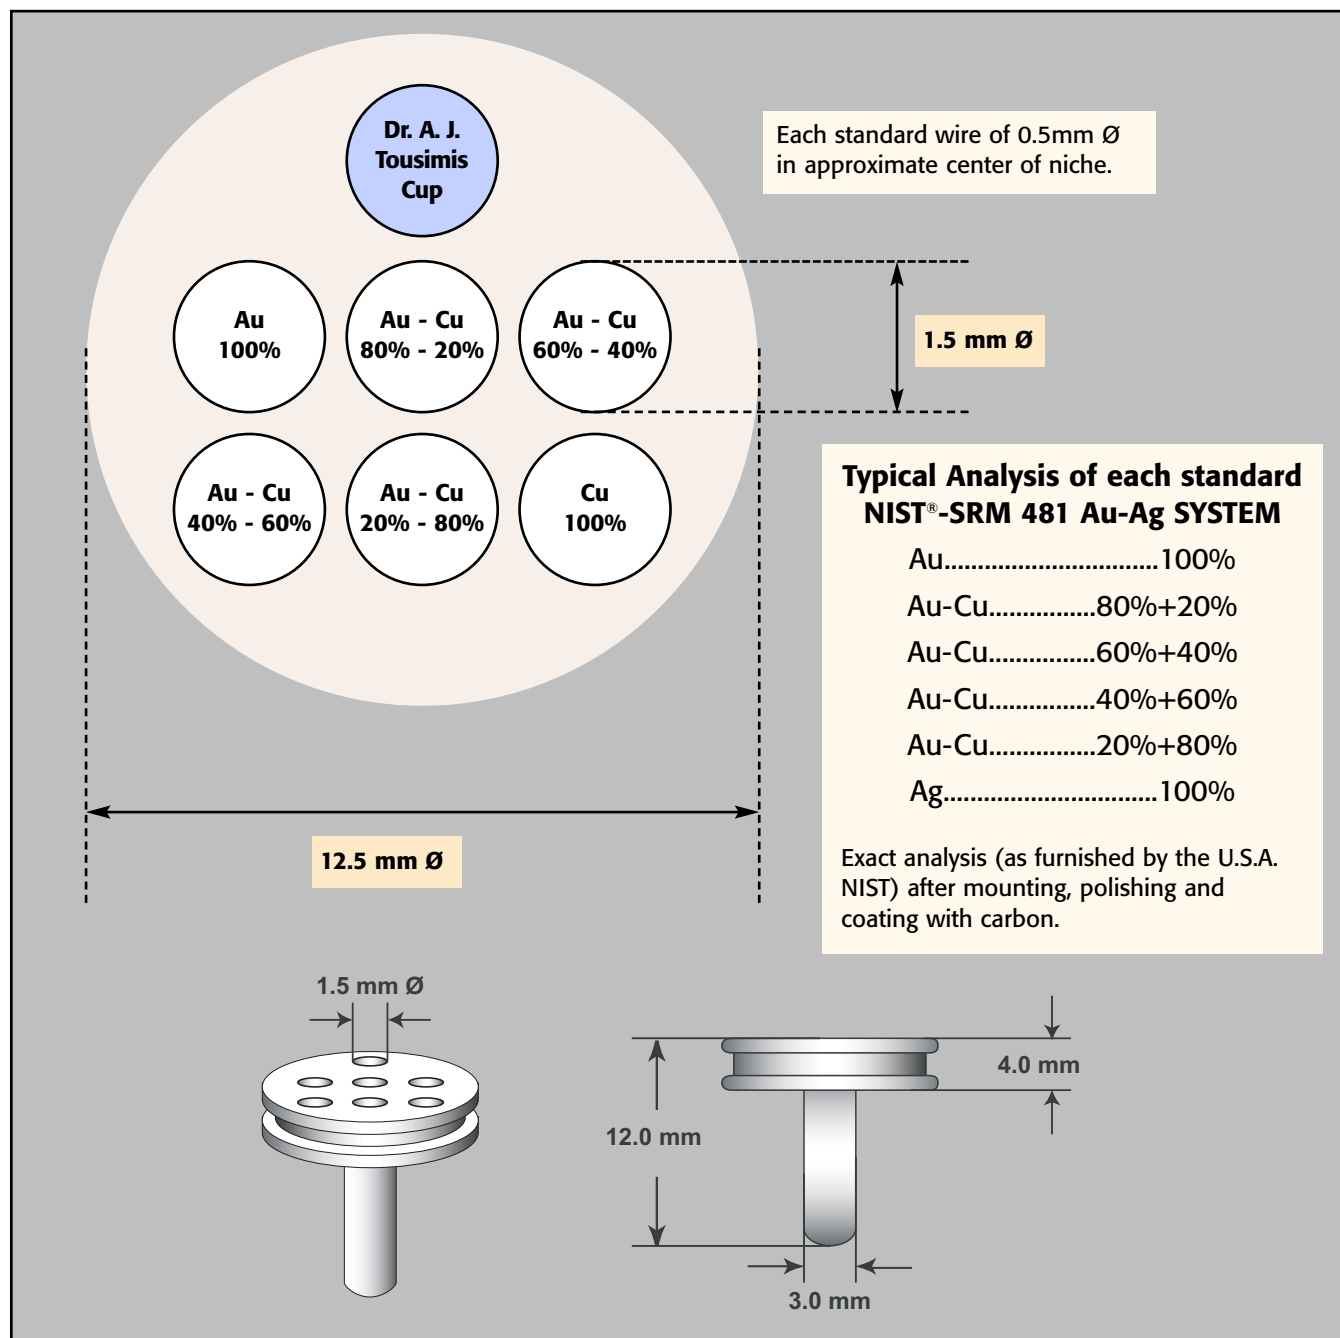 Dr. A. J.
Tousimis
Cup
Each standard wire of 0.5mm Ø
in approximate center of niche.
Au
100%
Au - Cu
80% - 20%
Au - Cu
60% - 40%
1.5 mm Ø
Au - Cu
40% - 60%
Au - Cu
20% - 80%
Cu
100%
12.5 mm Ø
Typical Analysis of each standard
NIST®-SRM 481 Au-Ag SYSTEM
Au................................100%
Au-Cu................80%+20%
Au-Cu................60%+40%
Au-Cu................40%+60%
Au-Cu................20%+80%
Ag................................100%
Exact analysis (as furnished by the U.S.A.
NIST) after mounting, polishing and
coating with carbon.
1.5 mm Ø
12.0 mm
4.0 mm
3.0 mm